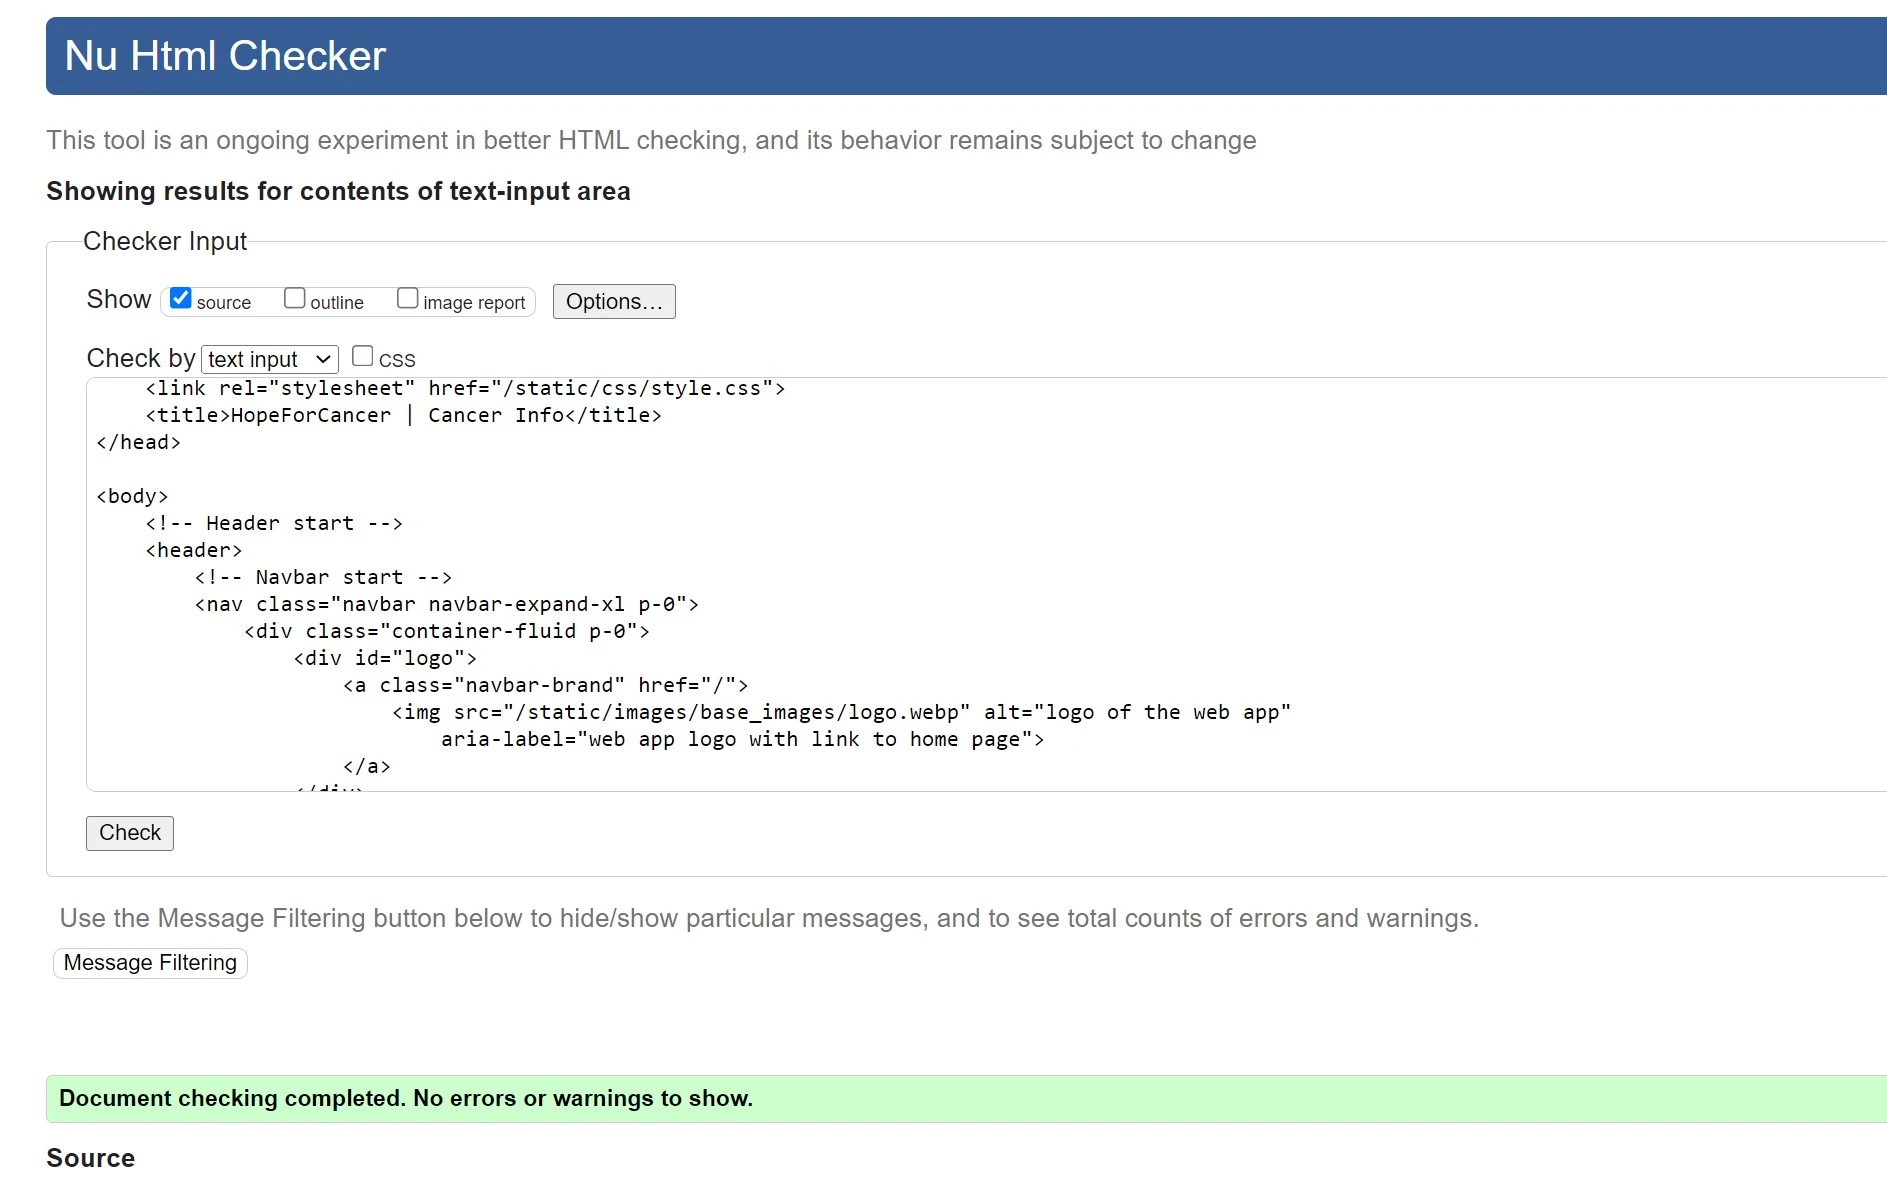 Nu Html Checker
This tool is an ongoing experiment in better HTML checking, and its behavior remains subject to change
Showing results for contents of text-input area
Checker Input
Show source outline image report Options...
Check by text input CSS
<link rel="stylesheet" href="/static/css/style.css">
<title>HopeForCancer | Cancer Info</title>
</head>
<body>
<!-- Header start -->
<header>
<!-- Navbar start -->
<nav class="navbar navbar-expand-xl p-0">
<div class="container-fluid p-0">
<div id="logo">
<a class="navbar-brand" href="/">
<img src="/static/images/base_images/logo.webp" alt="logo of the web app"
aria-label="web app logo with link to home page">
</a>
</div>
Check
Use the Message Filtering button below to hide/show particular messages, and to see total counts of errors and warnings.
Message Filtering
Document checking completed. No errors or warnings to show.
Source